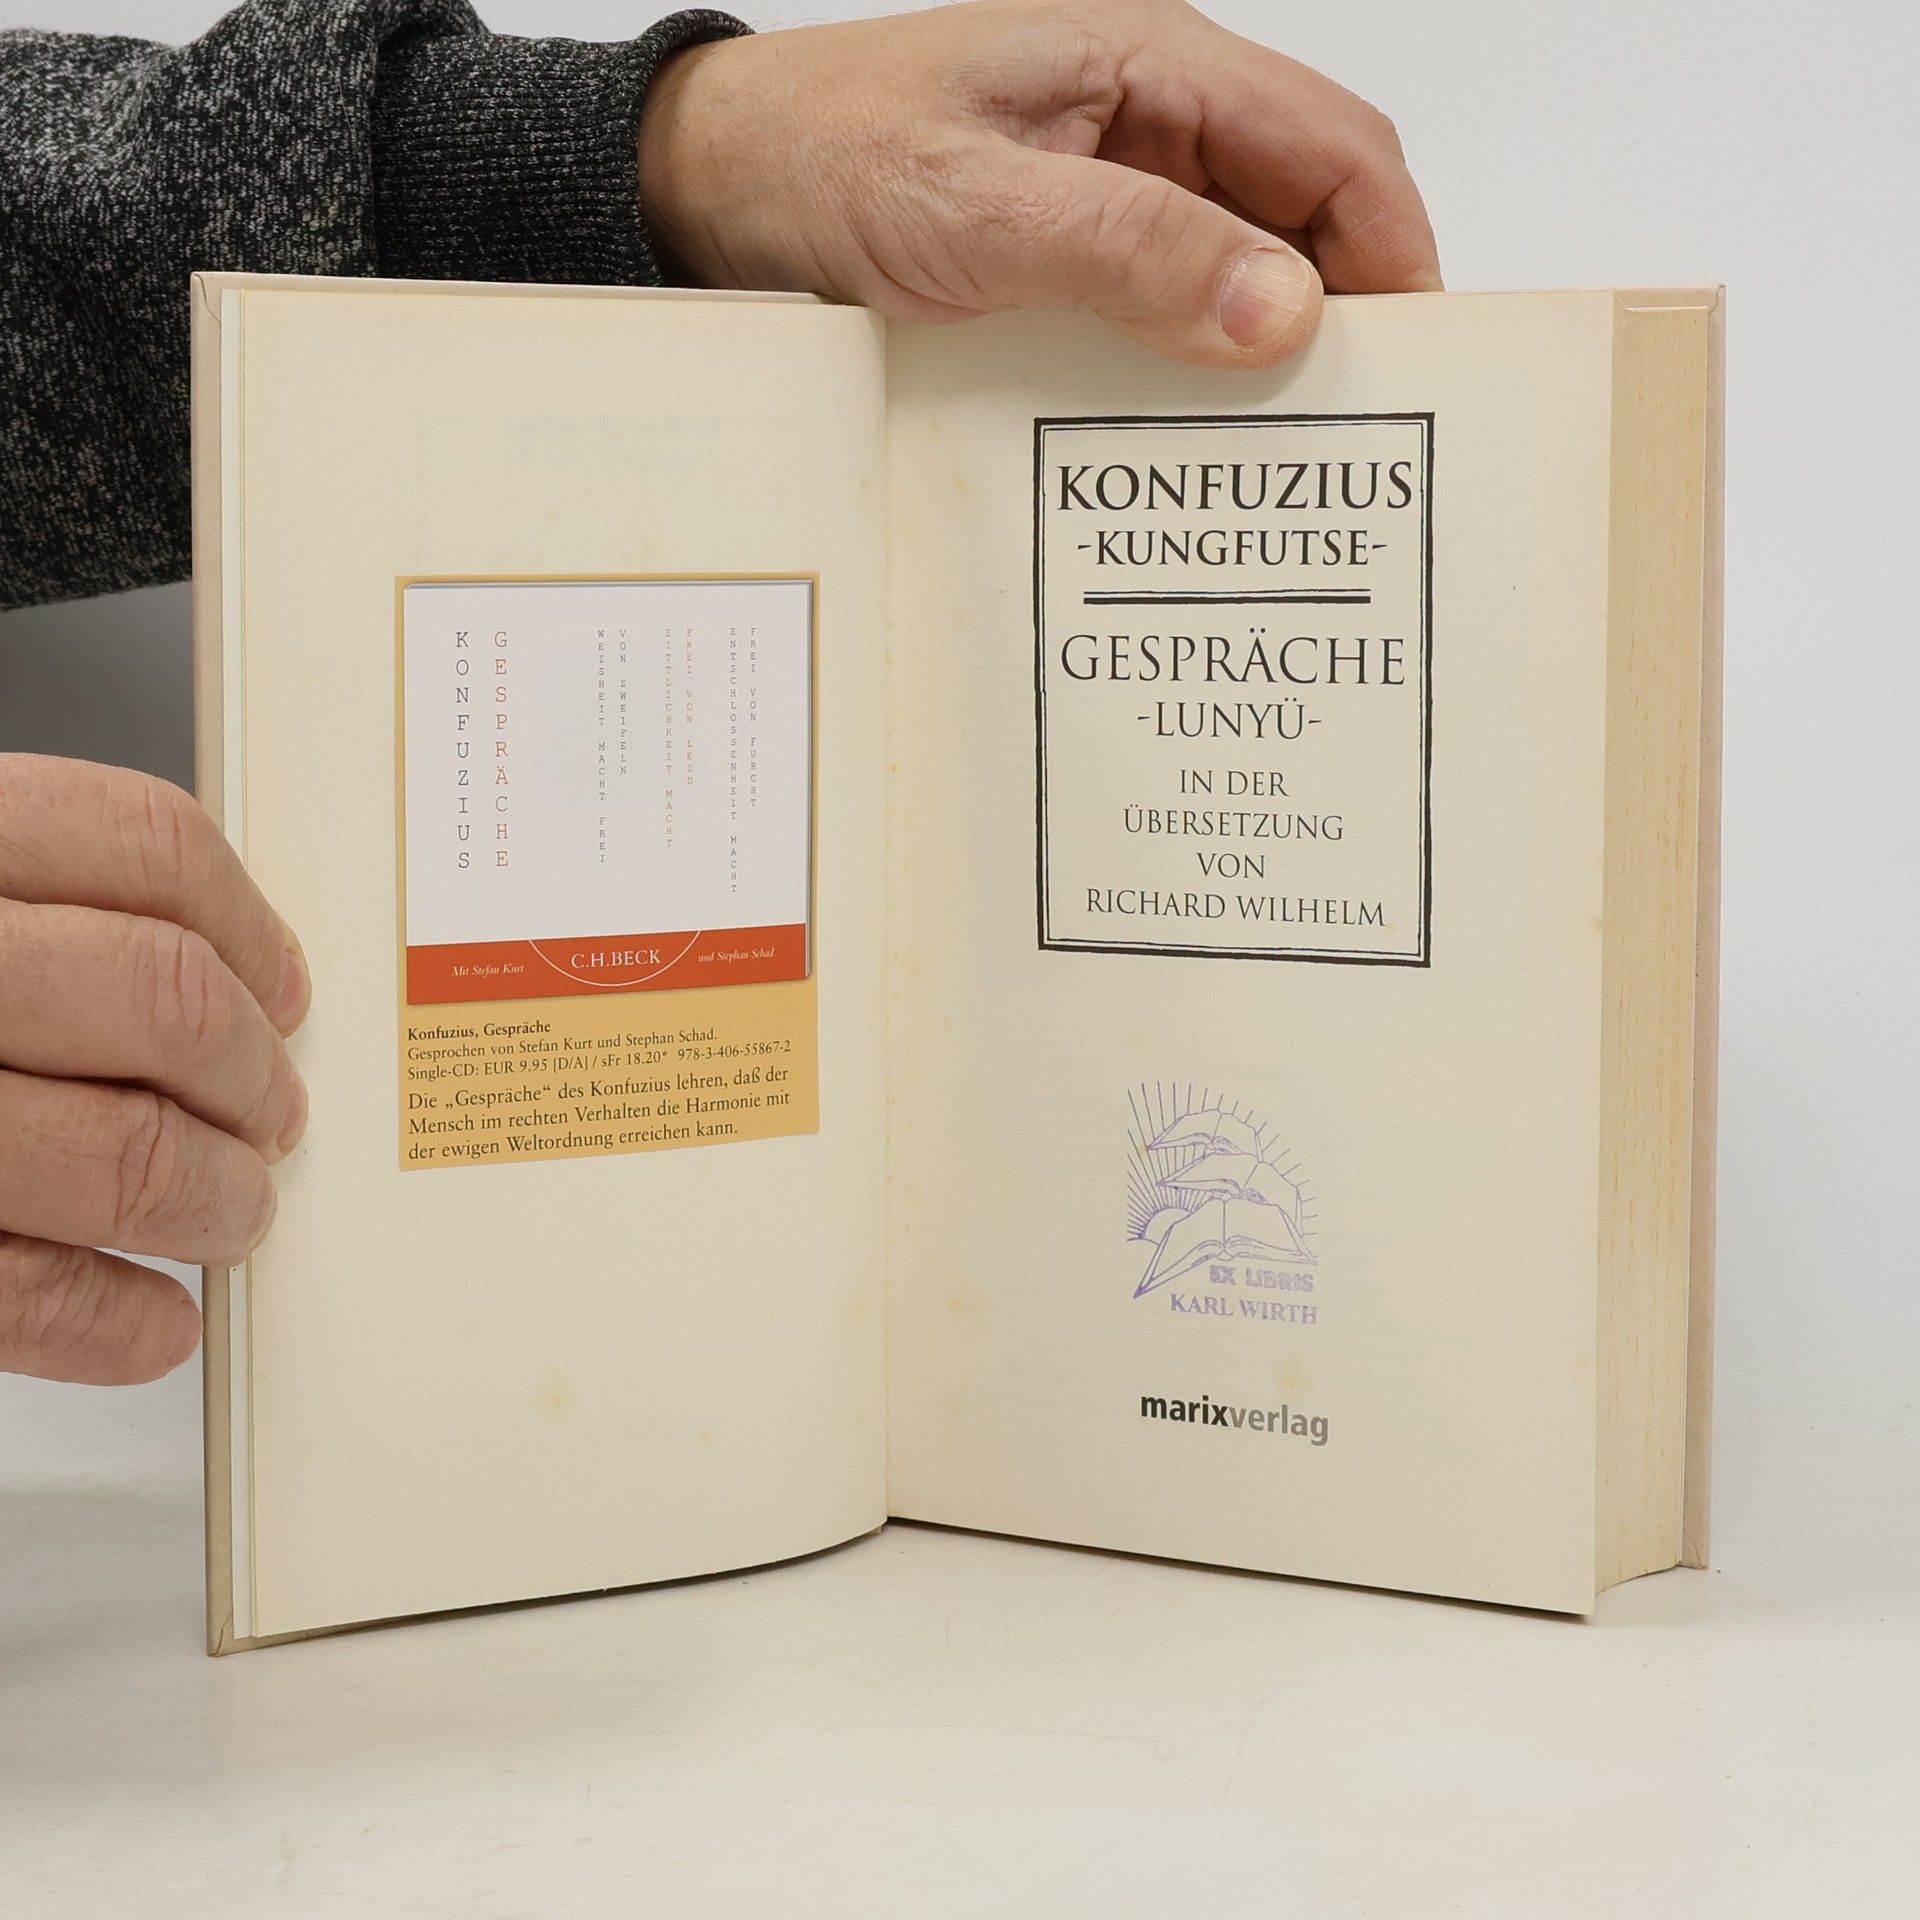 KONFUZIUS
GESPRÄCHE
WEISHEIT MACHT FREI
VON ZWEIFELN
SITTLICHKEIT MACHT
FREI VON LEID
ENTSCHLOSSENHEIT MACHT
FREI VON FURCHT
Mit Stefan Kurt
C.H.BECK
und Stephan Schad
Konfuzius, Gespräche
Gesprochen von Stefan Kurt und Stephan Schad.
Single-CD: EUR 9.95 [D/A] / sFr 18.20* 978-3-406-55867-2
Die „Gespräche“ des Konfuzius lehren, daß der
Mensch im rechten Verhalten die Harmonie mit
der ewigen Weltordnung erreichen kann.
KONFUZIUS
-KUNGFUTSE-
GESPRÄCHE
-LUNYÜ-
IN DER
ÜBERSETZUNG
VON
RICHARD WILHELM
EX LIBRIS
KARL WIRTH
marixverlag